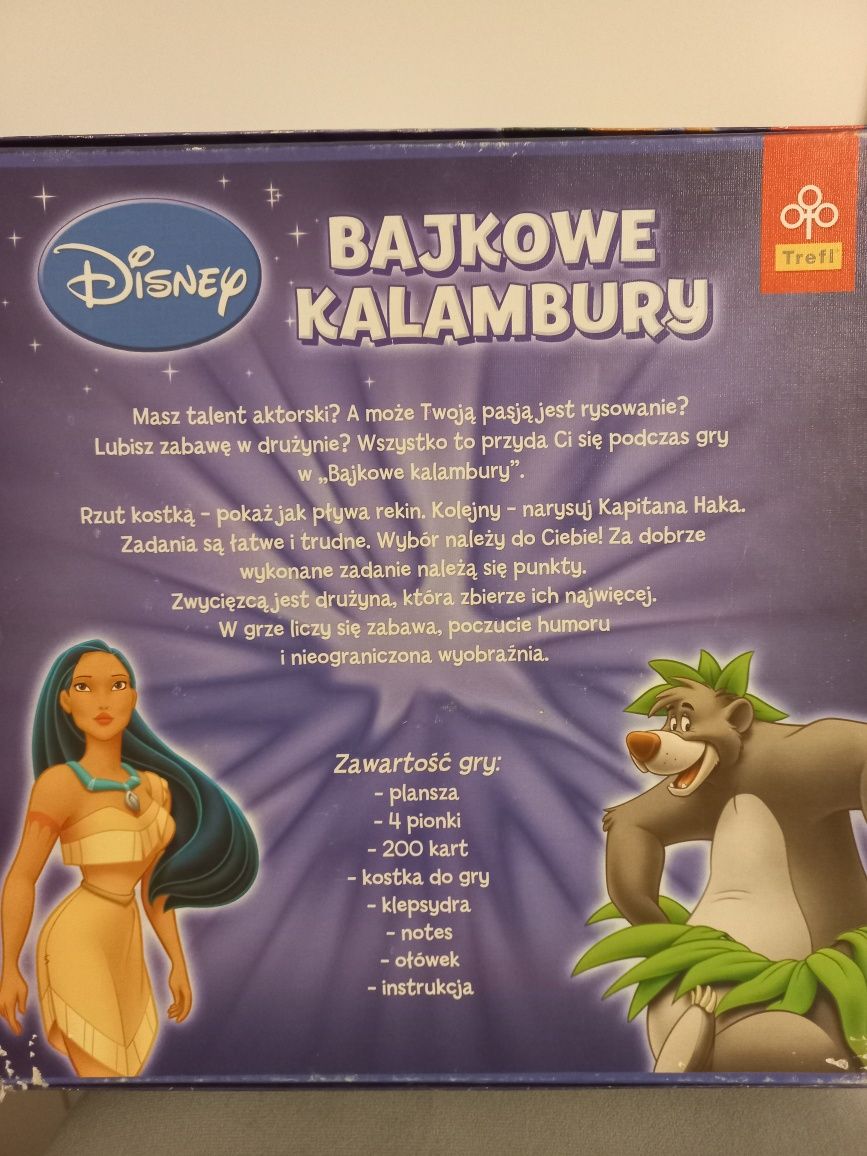 Disney
BAJKOWE
KALAMBURY
Trefl
Masz talent aktorski? A może Twoją pasją jest rysowanie?
Lubisz zabawę w drużynie? Wszystko to przyda Ci się podczas gry
w „Bajkowe kalambury”.
Rzut kostką – pokaż jak pływa rekin. Kolejny – narysuj Kapitana Haka.
Zadania są łatwe i trudne. Wybór należy do Ciebie! Za dobrze
wykonane zadanie należą się punkty.
Zwycięzcą jest drużyna, która zbierze ich najwięcej.
W grze liczy się zabawa, poczucie humoru
i nieograniczona wyobraźnia.
Zawartość gry:
- plansza
- 4 pionki
- 200 kart
- kostka do gry
- klepsydra
- notes
- ołówek
- instrukcja